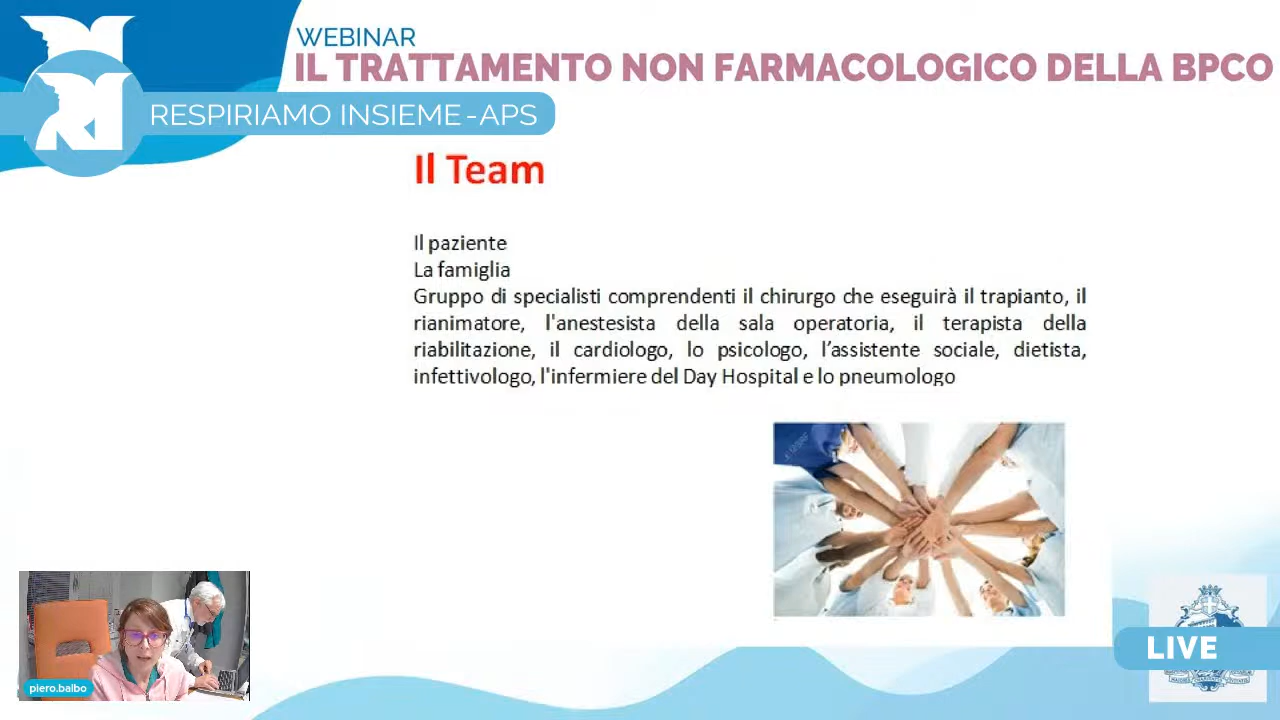 WEBINAR
IL TRATTAMENTO NON FARMACOLOGICO DELLA BPCO
RESPIRIAMO INSIEME-APS
Il Team
Il paziente
La famiglia
Gruppo di specialisti comprendenti il chirurgo che eseguirà il trapianto, il
rianimatore, l'anestesista della sala operatoria, il terapista della
riabilitazione, il cardiologo, lo psicologo, l’assistente sociale, dietista,
infettivologo, l'infermiere del Day Hospital e lo pneumologo
piero.balbo
LIVE